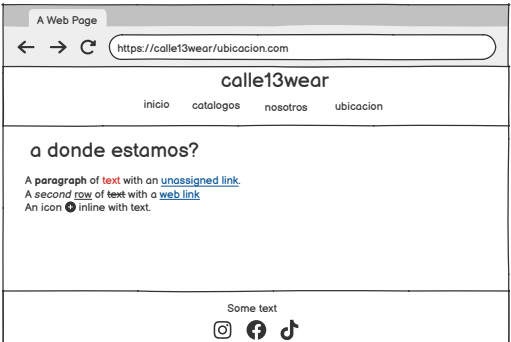 A Web Page
https://calle13wear/ubicacion.com
calle13wear
inicio catalogos nosotros ubicacion
a donde estamos?
A paragraph of text with an unassigned link.
A second row of text with a web link
An icon inline with text.
Some text